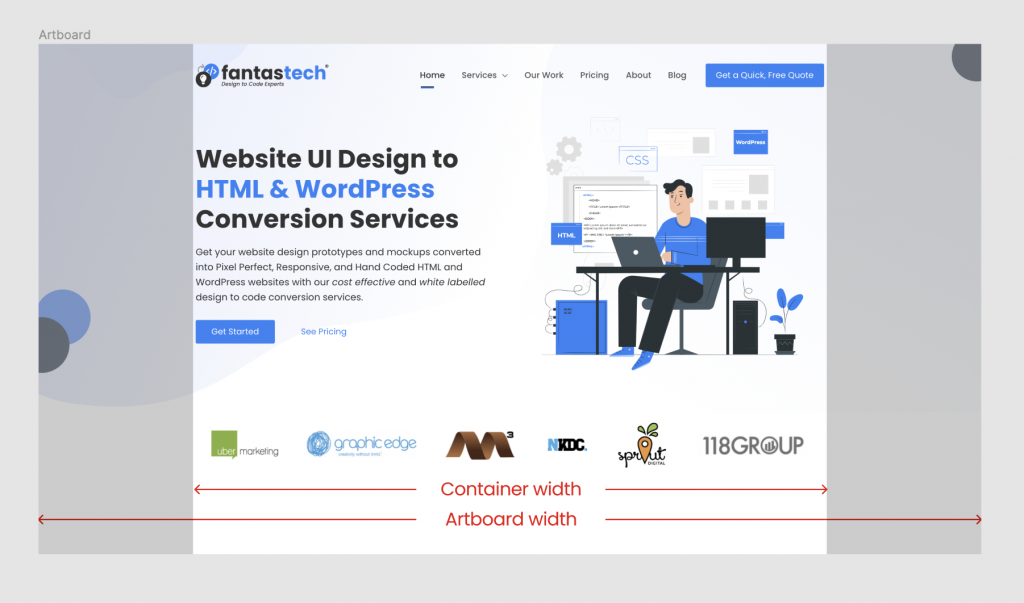 Artboard
fantastech®
Design to Code Experts
Home Services Our Work Pricing About Blog Get a Quick, Free Quote
Website UI Design to
HTML & WordPress
Conversion Services
Get your website design prototypes and mockups converted
into Pixel Perfect, Responsive, and Hand Coded HTML and
WordPress websites with our cost effective and white labelled
design to code conversion services.
Get Started See Pricing
WordPress
CSS
HTML
uber marketing
graphic edge
creativity without limits
M3
NKDC.
sprout
DIGITAL
118GROUP
Container width
Artboard width